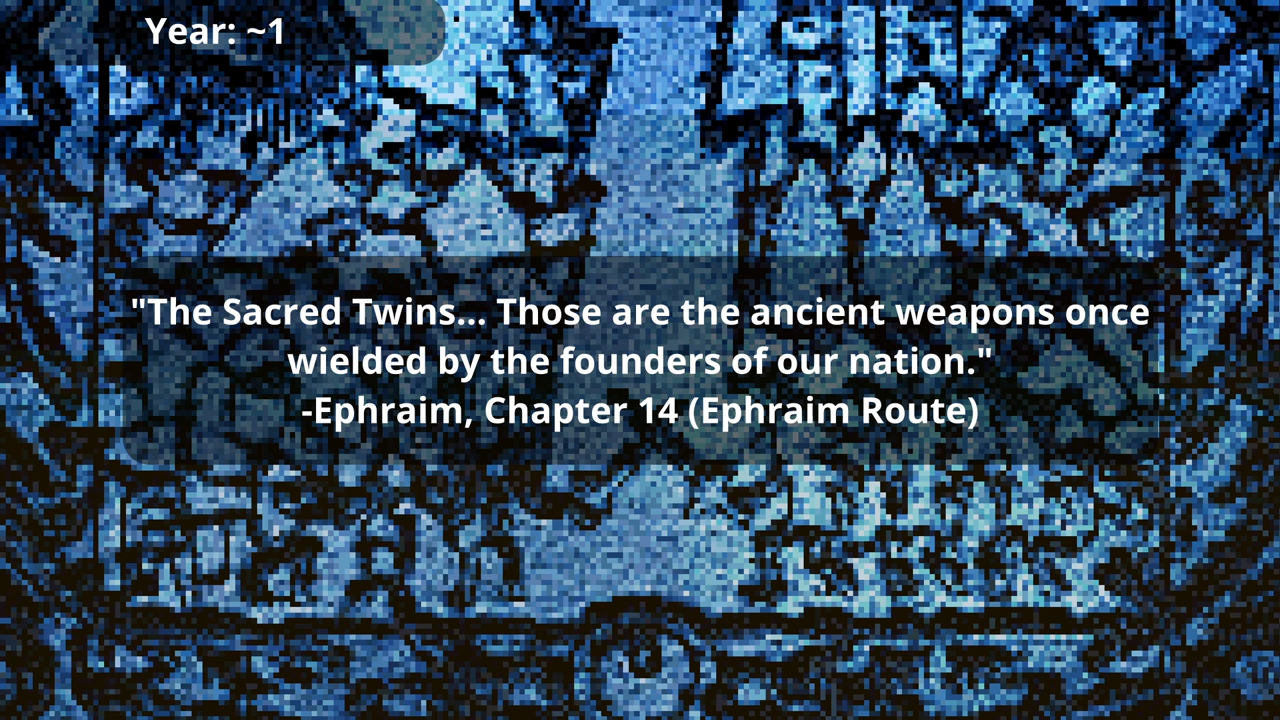 Year: ~1
"The Sacred Twins... Those are the ancient weapons once
wielded by the founders of our nation."
-Ephraim, Chapter 14 (Ephraim Route)